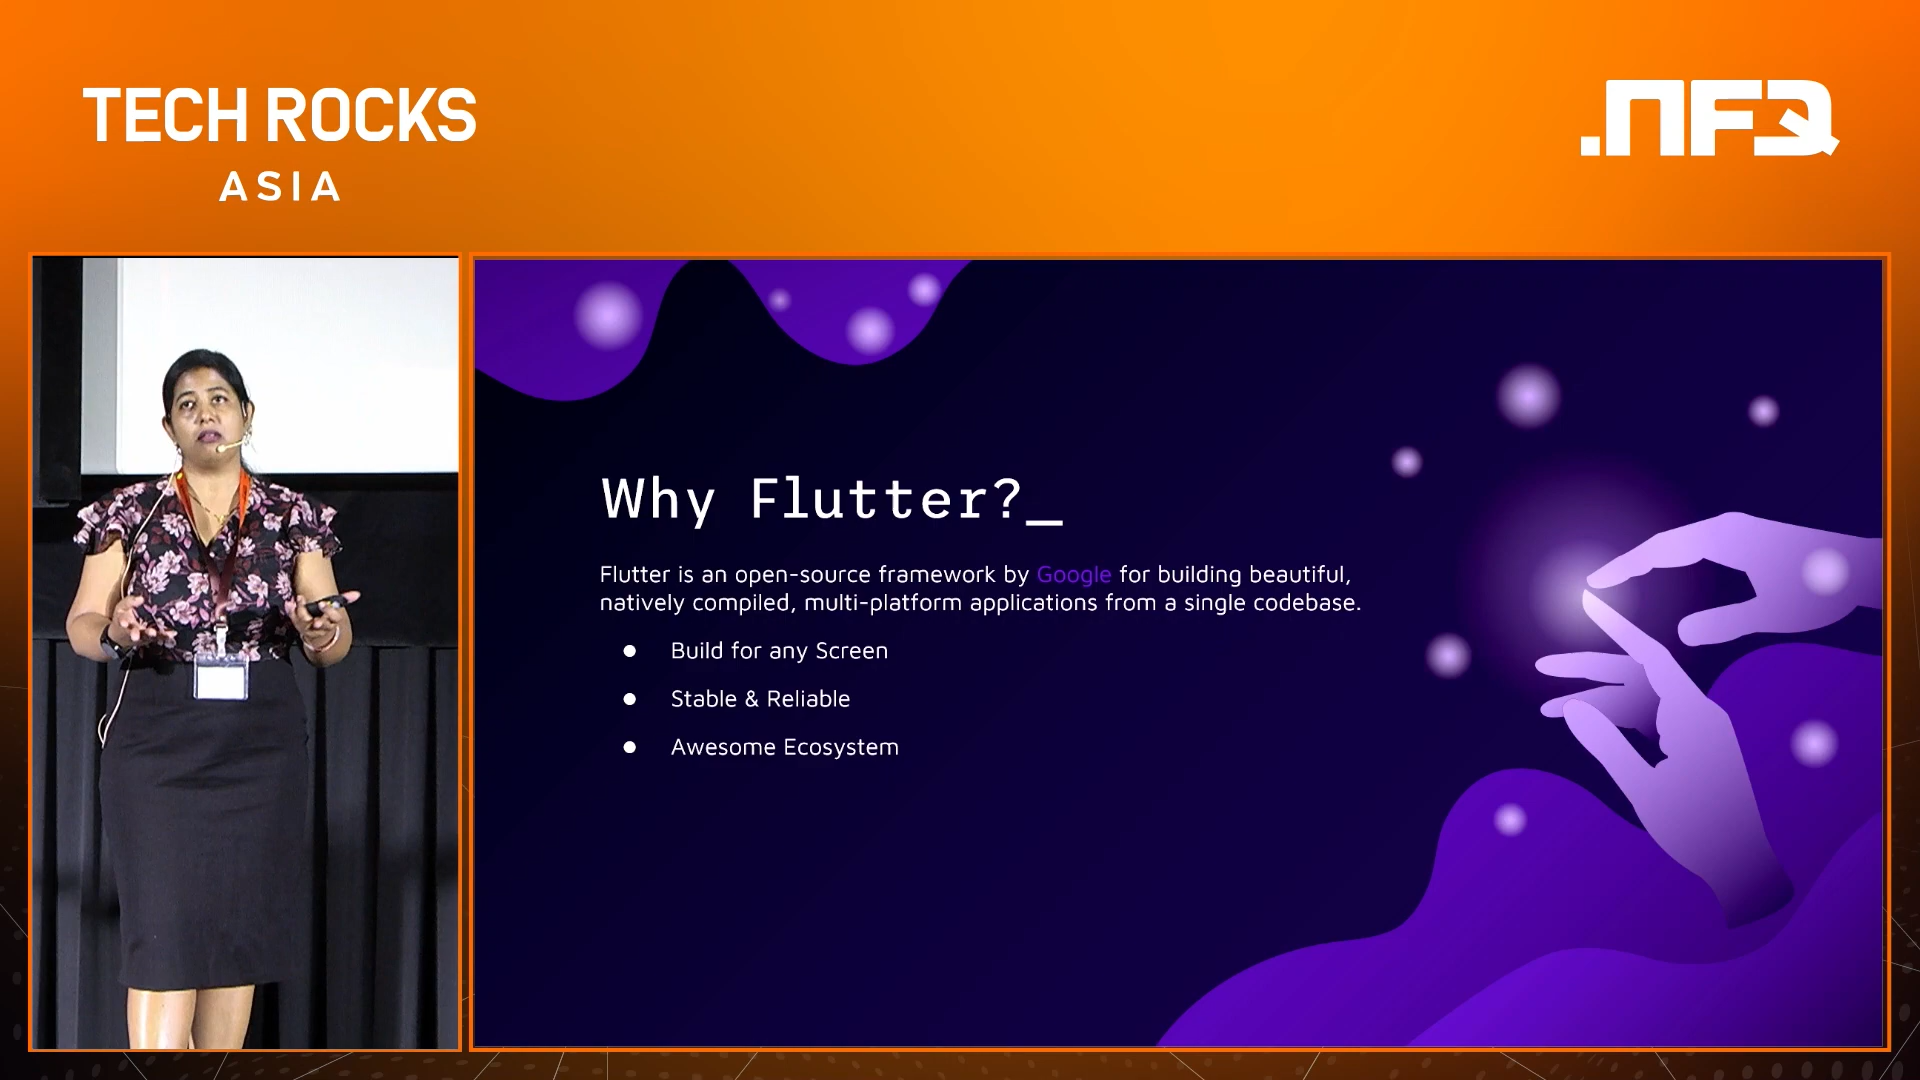 TECH ROCKS
ASIA
.NFQ
Why Flutter?_
Flutter is an open-source framework by Google for building beautiful,
natively compiled, multi-platform applications from a single codebase.
● Build for any Screen
● Stable & Reliable
● Awesome Ecosystem